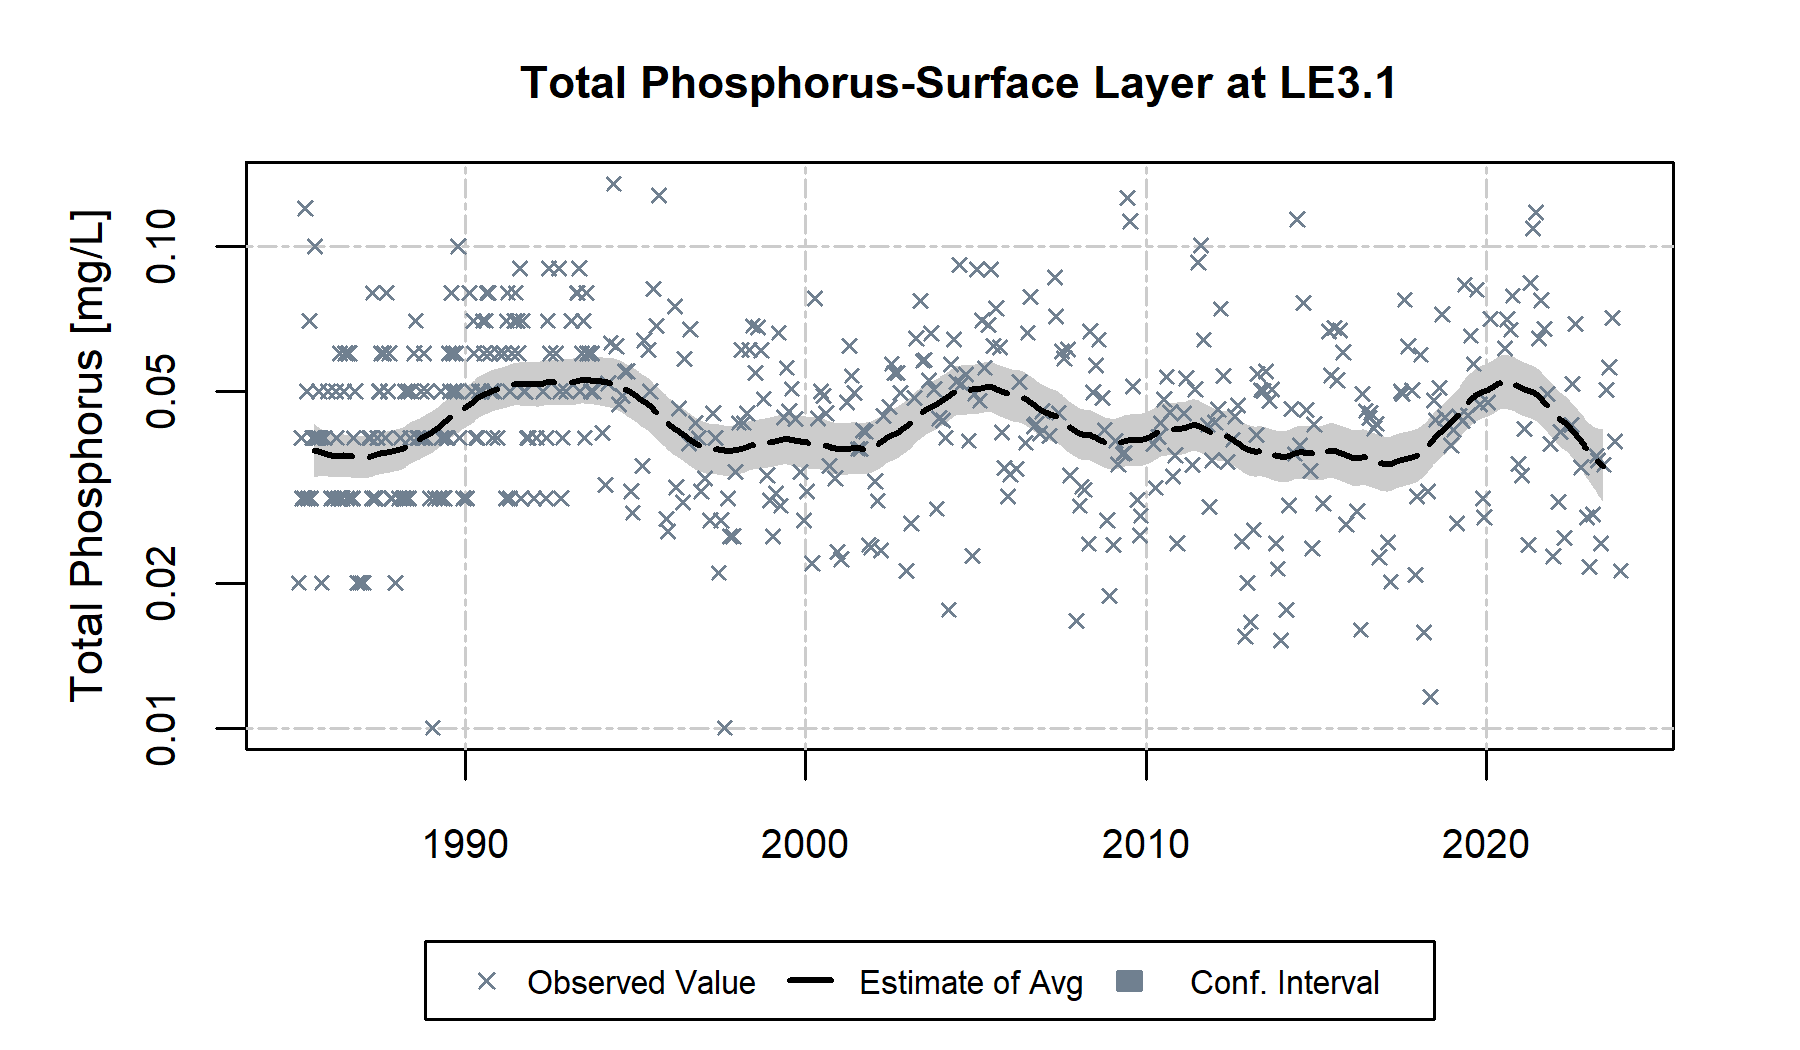 Total Phosphorus-Surface Layer at LE3.1
Total Phosphorus [mg/L]
0.10
0.05
0.02
0.01
1990 2000 2010 2020
Observed Value Estimate of Avg Conf. Interval